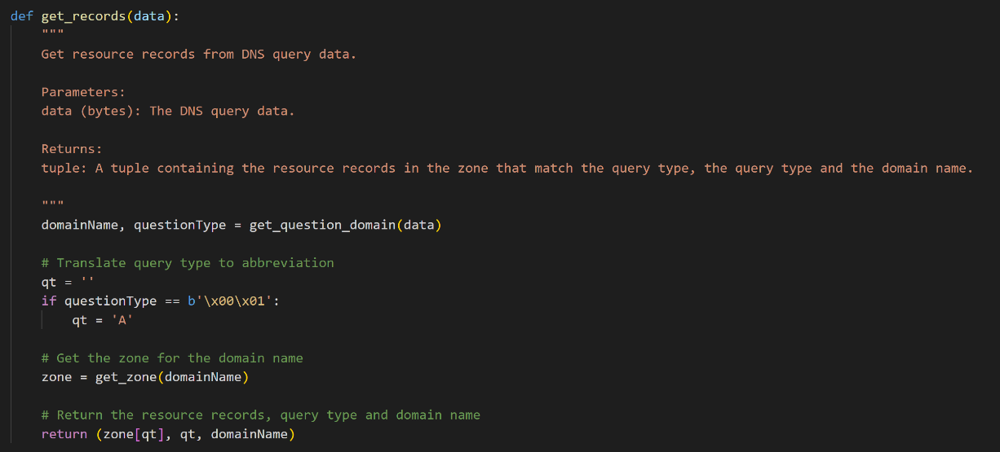 def get_records(data):
    """
    Get resource records from DNS query data.

    Parameters:
    data (bytes): The DNS query data.

    Returns:
    tuple: A tuple containing the resource records in the zone that match the query type, the query type and the domain name.

    """
    domainName, questionType = get_question_domain(data)

    # Translate query type to abbreviation
    qt = ''
    if questionType == b'\x00\x01':
        qt = 'A'

    # Get the zone for the domain name
    zone = get_zone(domainName)

    # Return the resource records, query type and domain name
    return (zone[qt], qt, domainName)